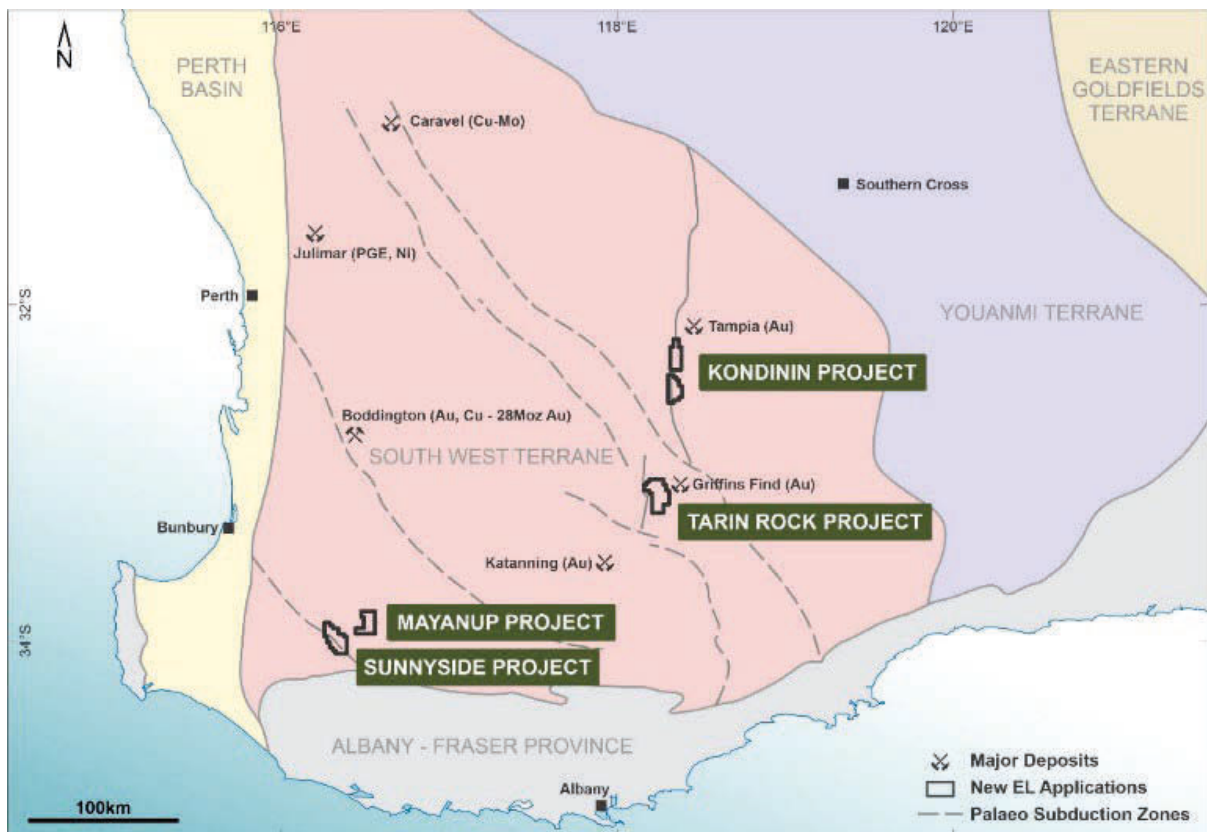 116°E
118°E
120°E
N
PERTH
BASIN
EASTERN
GOLDFIELDS
TERRANE
Caravel (Cu-Mo)
Southern Cross
Julimar (PGE, Ni)
Perth
32°S
YOUANMI TERRANE
Tampia (Au)
KONDININ PROJECT
Boddington (Au, Cu - 28Moz Au)
SOUTH WEST TERRANE
Griffins Find (Au)
TARIN ROCK PROJECT
Bunbury
Katanning (Au)
MAYANUP PROJECT
34°S
SUNNYSIDE PROJECT
ALBANY - FRASER PROVINCE
Albany
100km
Major Deposits
New EL Applications
Palaeo Subduction Zones